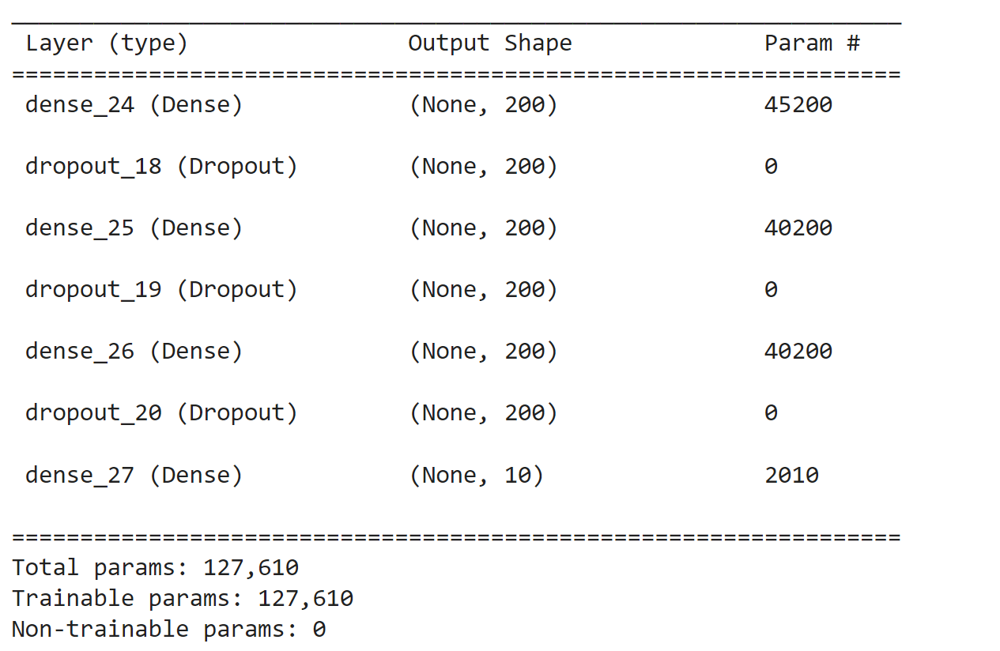 _________________________________________________________________
Layer (type) Output Shape Param #
=================================================================
dense_24 (Dense) (None, 200) 45200
dropout_18 (Dropout) (None, 200) 0
dense_25 (Dense) (None, 200) 40200
dropout_19 (Dropout) (None, 200) 0
dense_26 (Dense) (None, 200) 40200
dropout_20 (Dropout) (None, 200) 0
dense_27 (Dense) (None, 10) 2010
=================================================================
Total params: 127,610
Trainable params: 127,610
Non-trainable params: 0